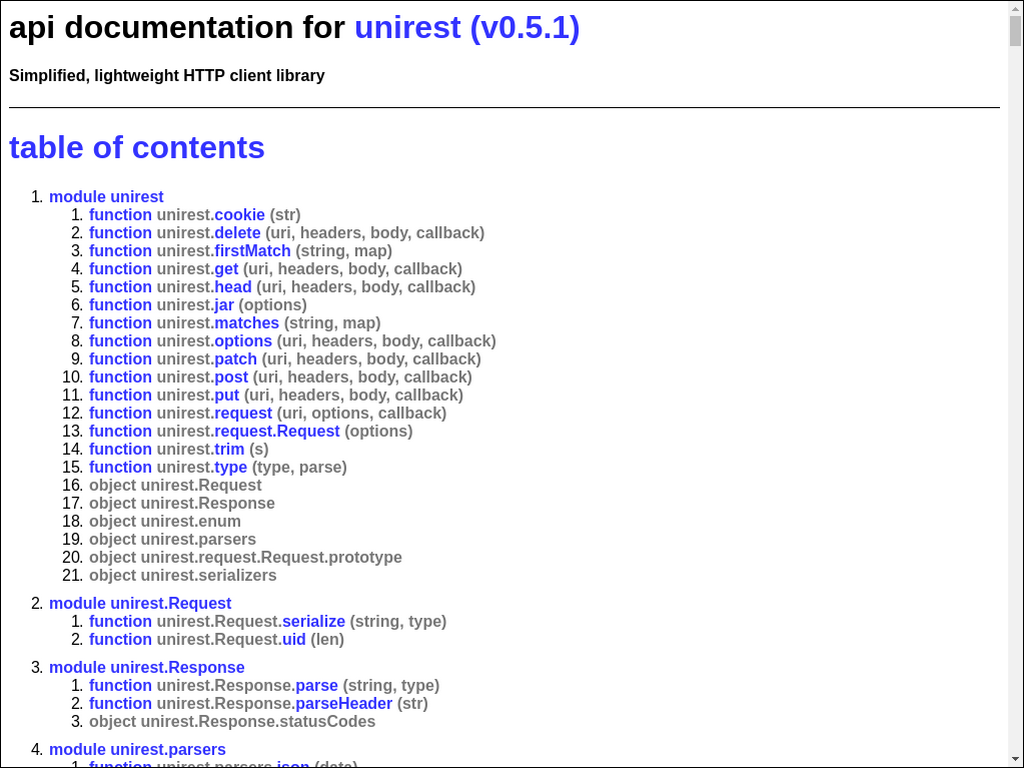 api documentation for unirest (v0.5.1)
Simplified, lightweight HTTP client library
table of contents
1. module unirest
1. function unirest.cookie (str)
2. function unirest.delete (uri, headers, body, callback)
3. function unirest.firstMatch (string, map)
4. function unirest.get (uri, headers, body, callback)
5. function unirest.head (uri, headers, body, callback)
6. function unirest.jar (options)
7. function unirest.matches (string, map)
8. function unirest.options (uri, headers, body, callback)
9. function unirest.patch (uri, headers, body, callback)
10. function unirest.post (uri, headers, body, callback)
11. function unirest.put (uri, headers, body, callback)
12. function unirest.request (uri, options, callback)
13. function unirest.request.Request (options)
14. function unirest.trim (s)
15. function unirest.type (type, parse)
16. object unirest.Request
17. object unirest.Response
18. object unirest.enum
19. object unirest.parsers
20. object unirest.request.Request.prototype
21. object unirest.serializers
2. module unirest.Request
1. function unirest.Request.serialize (string, type)
2. function unirest.Request.uid (len)
3. module unirest.Response
1. function unirest.Response.parse (string, type)
2. function unirest.Response.parseHeader (str)
3. object unirest.Response.statusCodes
4. module unirest.parsers
1. function unirest.parsers.json (data)